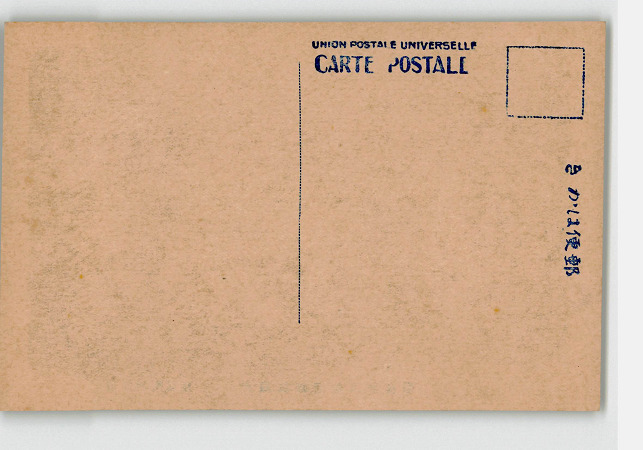 UNION POSTALE UNIVERSELLE
CARTE POSTALE
きかは便郵